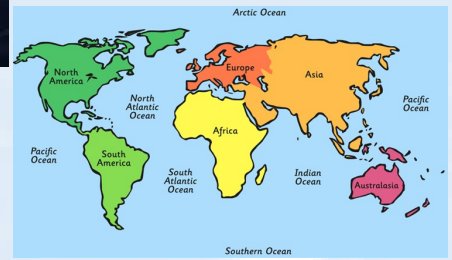 Arctic Ocean
North
America
Europe
Asia
North
Atlantic
Ocean
Pacific
Ocean
Africa
Pacific
Ocean
South
America
South
Atlantic
Ocean
Indian
Ocean
Australasia
Southern Ocean